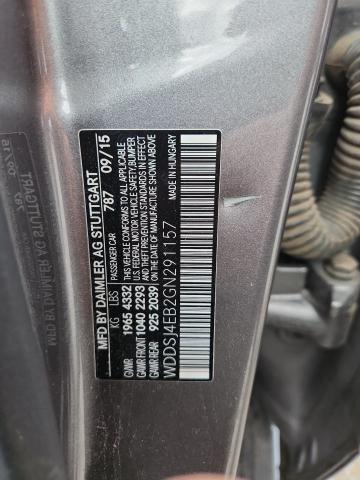 MFD BY DAIMLER AG STUTTGART
PASSENGER CAR 787 09/15
KG LBS
GVWR 1965 4332 THIS VEHICLE CONFORMS TO ALL APPLICABLE
GAWR FRONT 1040 2293 FEDERAL MOTOR VEHICLE SAFETY, BUMPER
AND THEFT PREVENTION STANDARDS IN EFFECT
GAWR 925 2039 ON THE DATE OF MANUFACTURE SHOWN ABOVE
WDDSJ4EB2GN291157 MADE IN HUNGARY